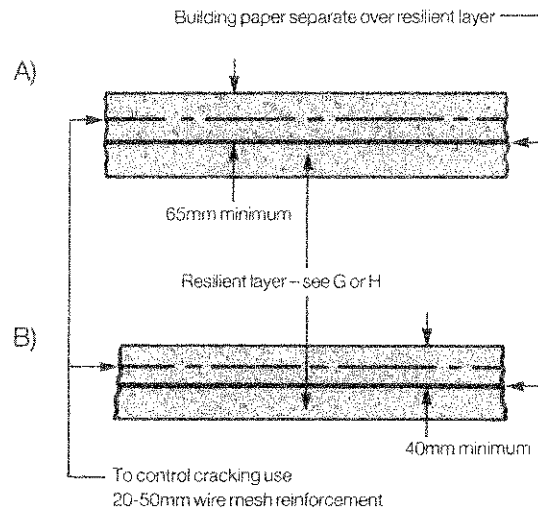 Building paper separate over resilient layer
A)
65mm minimum
Resilient layer – see G or H
B)
40mm minimum
To control cracking use
20-50mm wire mesh reinforcement